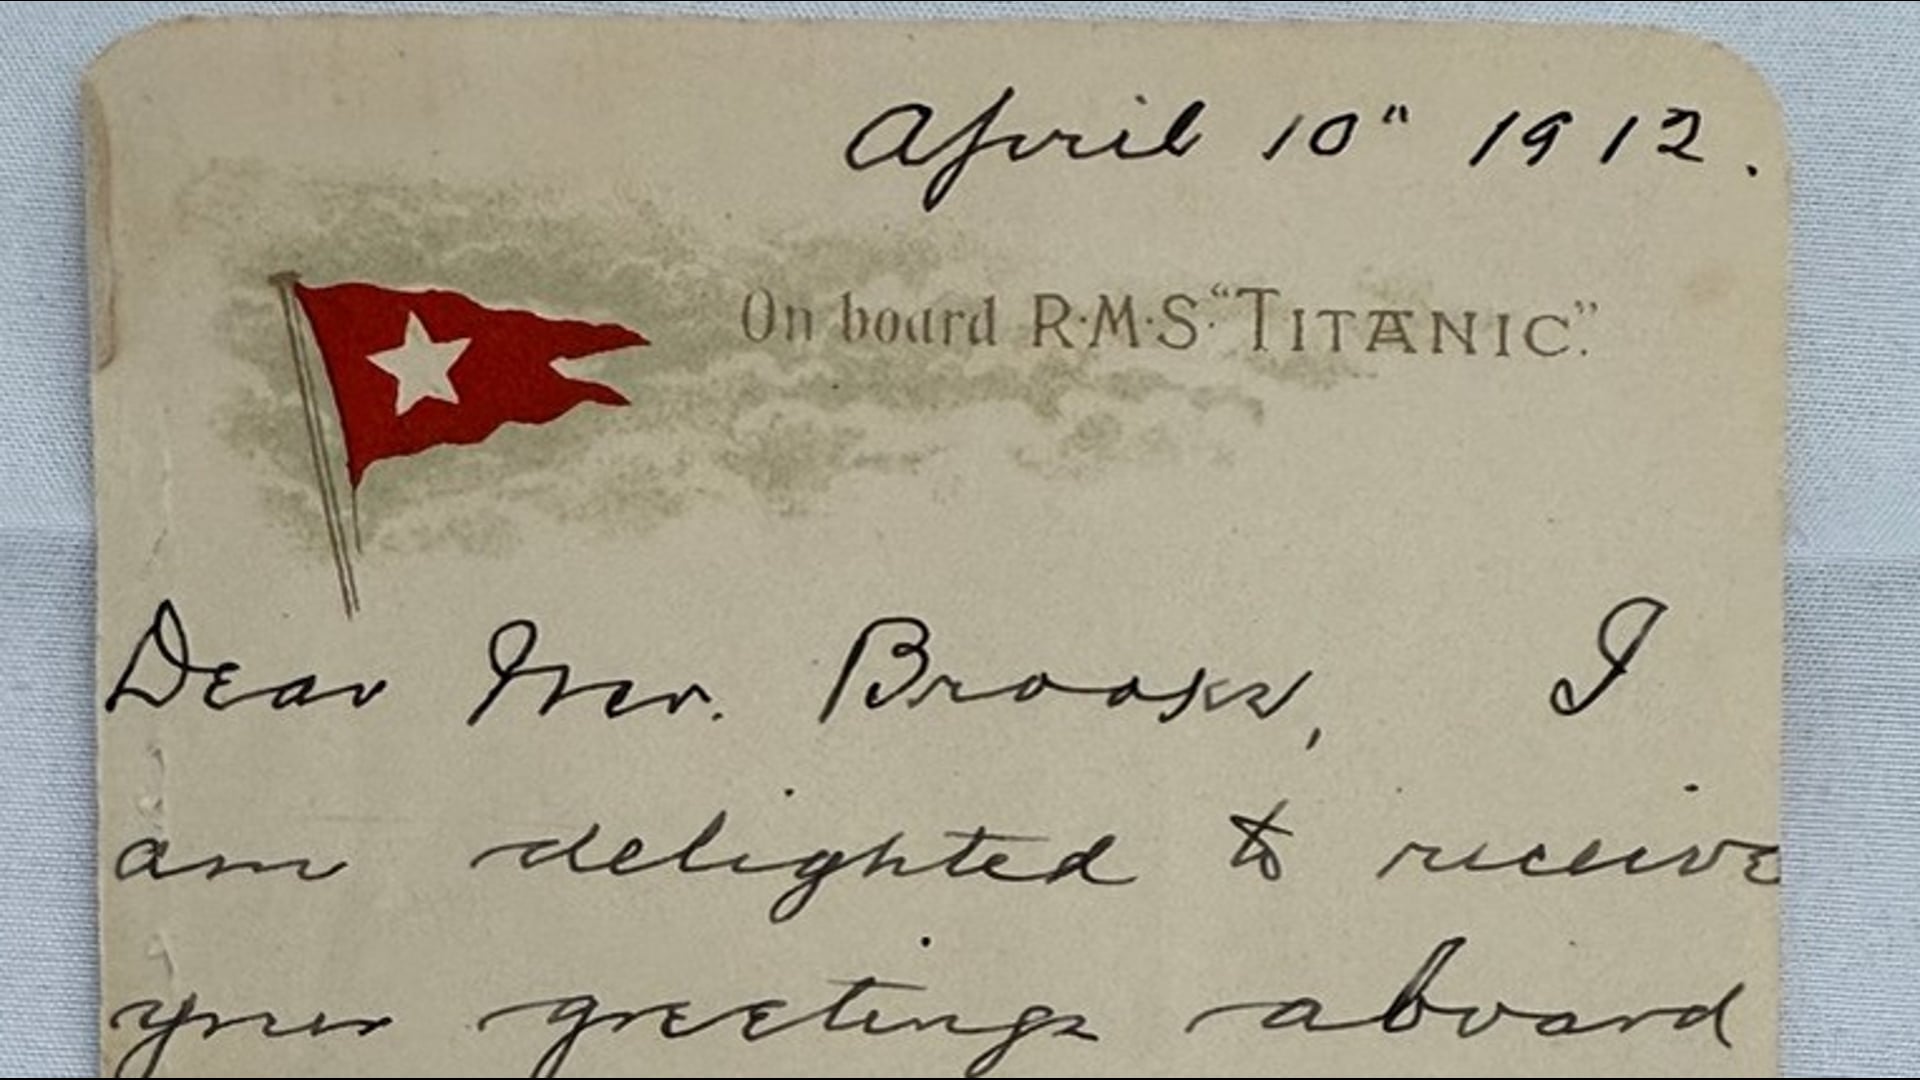 April 10" 1912.
On board R·M·S· "TITANIC."
Dear Mr. Brooks, I
am delighted to receive
your greetings aboard